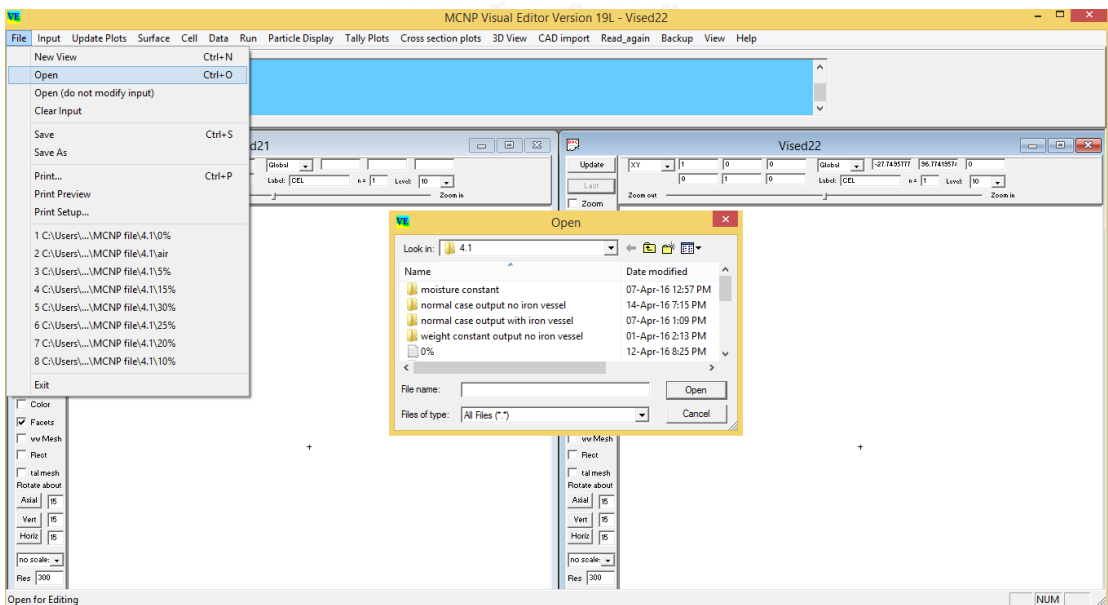 VE MCNP Visual Editor Version 19L - Vised22
File Input Update Plots Surface Cell Data Run Particle Display Tally Plots Cross section plots 3D View CAD import Read_again Backup View Help
New View Ctrl+N
Open Ctrl+O
Open (do not modify input)
Clear Input
Save Ctrl+S
Save As
Print... Ctrl+P
Print Preview
Print Setup...
1 C:\Users\...\MCNP file\4.1\0%
2 C:\Users\...\MCNP file\4.1\air
3 C:\Users\...\MCNP file\4.1\5%
4 C:\Users\...\MCNP file\4.1\15%
5 C:\Users\...\MCNP file\4.1\30%
6 C:\Users\...\MCNP file\4.1\25%
7 C:\Users\...\MCNP file\4.1\20%
8 C:\Users\...\MCNP file\4.1\10%
Exit
d21
Global
Label: CEL n = 1 Level: 10
Zoom in
Color
Facets
ww Mesh
Rect
tal mesh
Rotate about
Axial 15
Vert 15
Horiz 15
no scale:
Res 300
Vised22
Update XY 1 0 0 Global 0
Last 0 1 0 Label: CEL n = 1 Level: 10
Zoom Zoom out Zoom in
VE Open
Look in: 4.1
Name Date modified
moisture constant 07-Apr-16 12:57 PM
normal case output no iron vessel 14-Apr-16 7:15 PM
normal case output with iron vessel 07-Apr-16 1:09 PM
weight constant output no iron vessel 01-Apr-16 2:13 PM
0% 12-Apr-16 8:25 PM
File name: Open
Files of type: All Files (*.*) Cancel
ww Mesh
Rect
tal mesh
Rotate about
Axial 15
Vert 15
Horiz 15
no scale:
Res 300
Open for Editing NUM